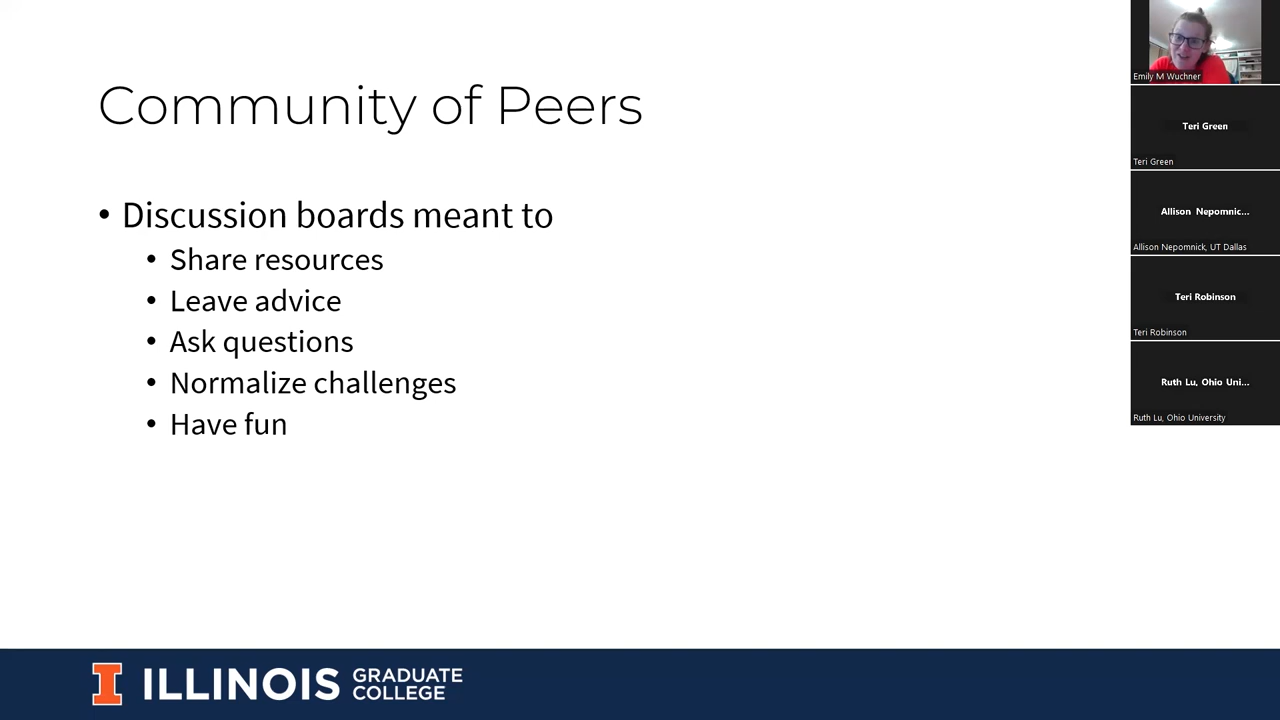 Community of Peers
• Discussion boards meant to
• Share resources
• Leave advice
• Ask questions
• Normalize challenges
• Have fun
I ILLINOIS GRADUATE COLLEGE
Emily M Wuchner
Teri Green
Teri Green
Allison Nepomnic...
Allison Nepomnick, UT Dallas
Teri Robinson
Teri Robinson
Ruth Lu, Ohio Uni...
Ruth Lu, Ohio University